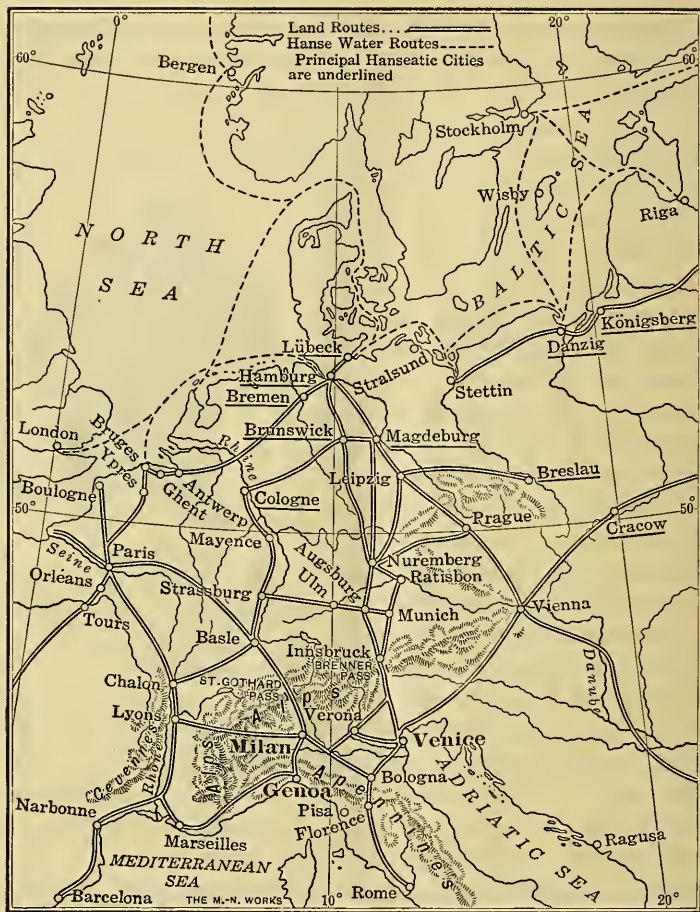 0°
20°
Land Routes....
Hanse Water Routes
Principal Hanseatic Cities
are underlined
60°
60
Bergen
Stockholm
Wisby
Riga
NORTH
SEA
BALTIC SEA
Königsberg
Danzig
Lübeck
Stralsund
Stettin
Hamburg
Bremen
London
Bruges
Ypres
Rhine
Brunswick
Magdeburg
Leipzig
Breslau
Boulogne
Antwerp
Ghent
Cologne
50°
50
Cracow
Prague
Mayence
Seine
Paris
Nuremberg
Augsburg
Ratisbon
Orléans
Strassburg
Ulm
Vienna
Tours
Munich
Basle
Innsbruck
BRENNER
PASS
Danube
Chalon
ST. GOTHARD
PASS
Lyons
Alps
Verona
Milan
Venice
Cevennes
Rhône
Alps
Genoa
Apennines
Bologna
ADRIATIC SEA
Narbonne
Pisa
Florence
Marseilles
Ragusa
MEDITERRANEAN
SEA
Barcelona
THE M.-N. WORKS
10°
Rome
20°